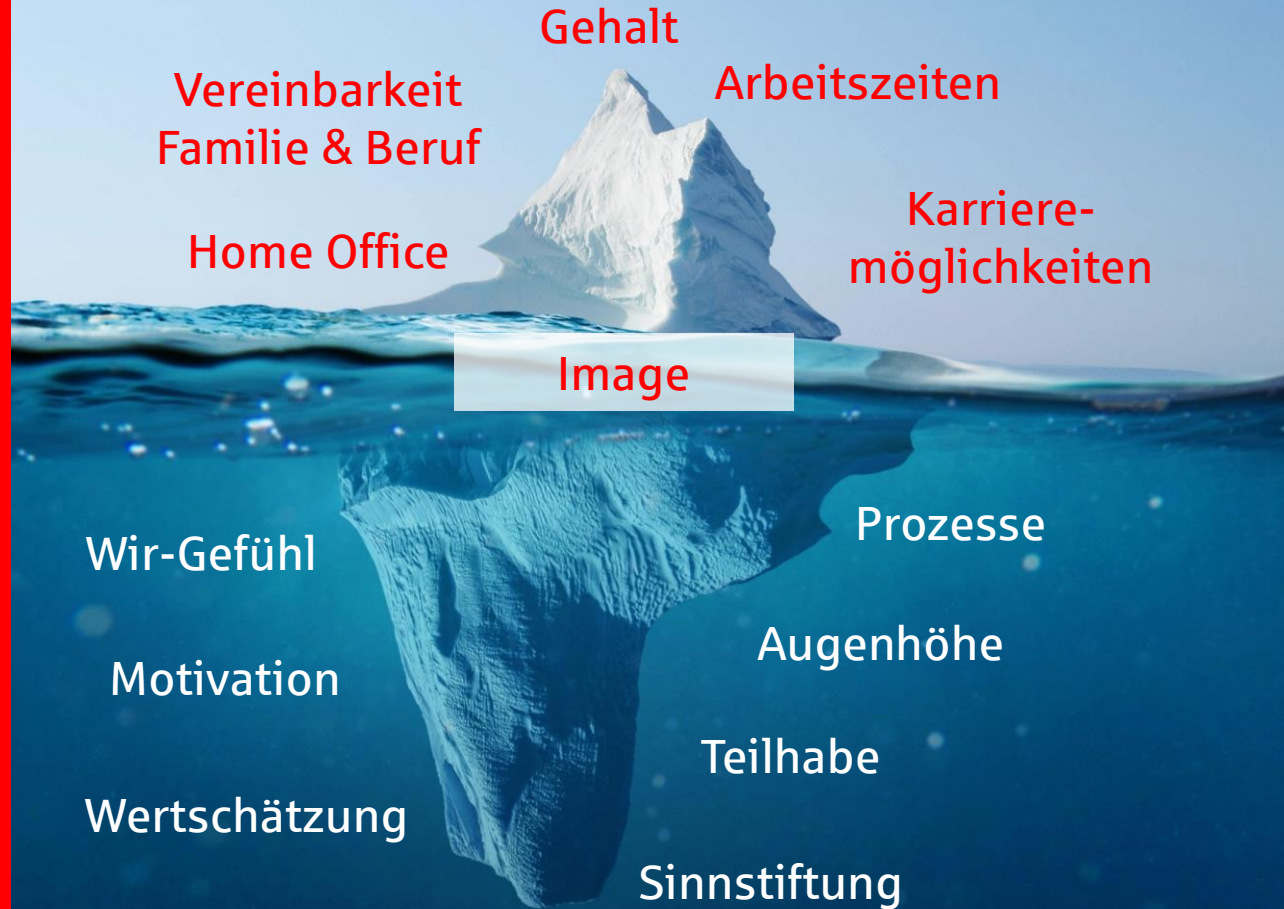 Gehalt
Vereinbarkeit
Familie & Beruf
Arbeitszeiten
Home Office
Karriere-
möglichkeiten
Image
Wir-Gefühl
Prozesse
Motivation
Augenhöhe
Wertschätzung
Teilhabe
Sinnstiftung